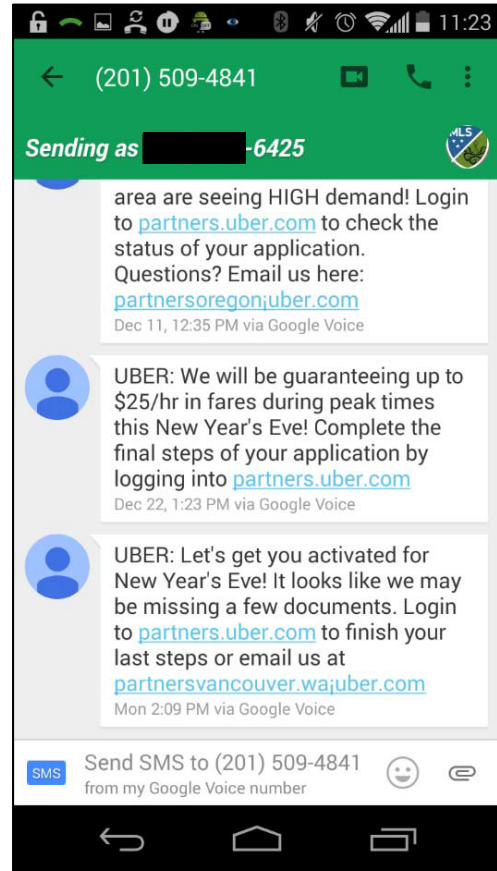 11:23
(201) 509-4841
Sending as
-6425
MLS
area are seeing HIGH demand! Login
to partners.uber.com to check the
status of your application.
Questions? Email us here:
partnersoregon¡uber.com
Dec 11, 12:35 PM via Google Voice
UBER: We will be guaranteeing up to
$25/hr in fares during peak times
this New Year's Eve! Complete the
final steps of your application by
logging into partners.uber.com
Dec 22, 1:23 PM via Google Voice
UBER: Let's get you activated for
New Year's Eve! It looks like we may
be missing a few documents. Login
to partners.uber.com to finish your
last steps or email us at
partnersvancouver.wa¡uber.com
Mon 2:09 PM via Google Voice
SMS
Send SMS to (201) 509-4841
from my Google Voice number